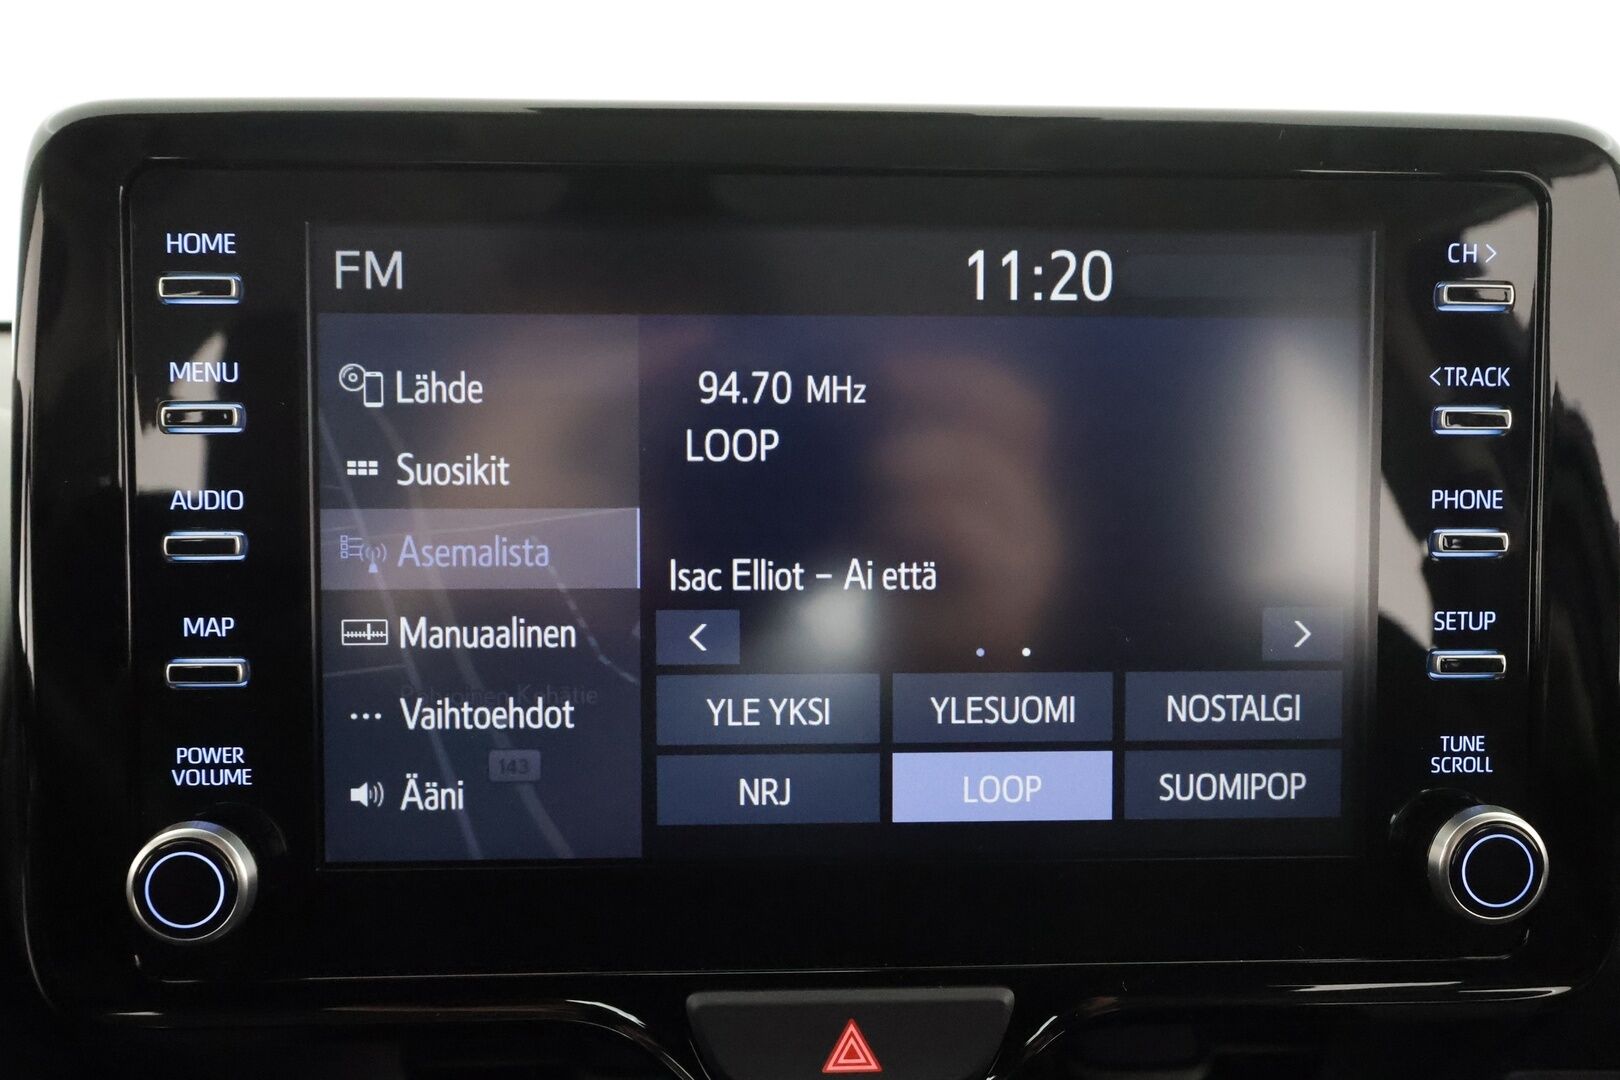 HOME
MENU
AUDIO
MAP
POWER
VOLUME
FM
11:20
Lähde
Suosikit
Asemalista
Manuaalinen
Vaihtoehdot
143
Ääni
94.70 MHz
LOOP
Isac Elliot – Ai että
<
>
YLE YKSI
YLESUOMI
NOSTALGI
NRJ
LOOP
SUOMIPOP
CH >
< TRACK
PHONE
SETUP
TUNE
SCROLL